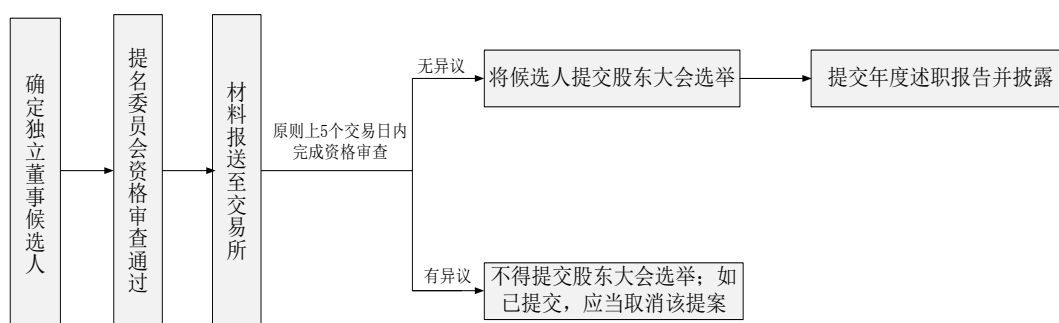 确定独立董事候选人
提名委员会资格审查通过
材料报送至交易所
原则上5个交易日内
完成资格审查
无异议
将候选人提交股东大会选举
提交年度述职报告并披露
有异议
不得提交股东大会选举；如
已提交，应当取消该提案